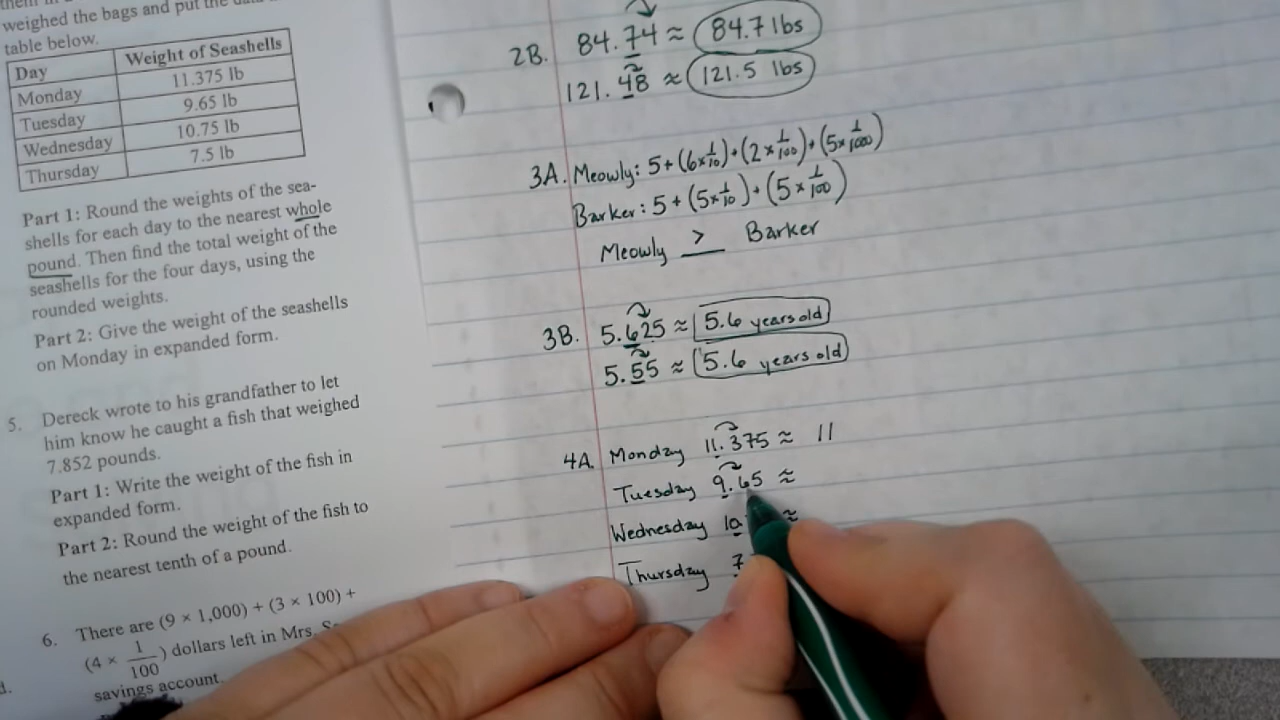 weighed the bags and put the
table below.
Day Weight of Seashells
Monday 11.375 lb
Tuesday 9.65 lb
Wednesday 10.75 lb
Thursday 7.5 lb
Part 1: Round the weights of the sea-
shells for each day to the nearest whole
pound. Then find the total weight of the
seashells for the four days, using the
rounded weights.
Part 2: Give the weight of the seashells
on Monday in expanded form.
5. Dereck wrote to his grandfather to let
him know he caught a fish that weighed
7.852 pounds.
Part 1: Write the weight of the fish in
expanded form.
Part 2: Round the weight of the fish to
the nearest tenth of a pound.
6. There are (9 × 1,000) + (3 × 100) +
(4 × 1/100) dollars left in Mrs.
savings account.
2B. 84.74 ≈ 84.7 lbs
121.48 ≈ 121.5 lbs
3A. Meowly: 5 + (6 × 1/10) + (2 × 1/100) + (5 × 1/1000)
Barker: 5 + (5 × 1/10) + (5 × 1/100)
Meowly > Barker
3B. 5.625 ≈ 5.6 years old
5.55 ≈ 5.6 years old
4A. Monday 11.375 ≈ 11
Tuesday 9.65 ≈
Wednesday 10 ≈
Thursday 7